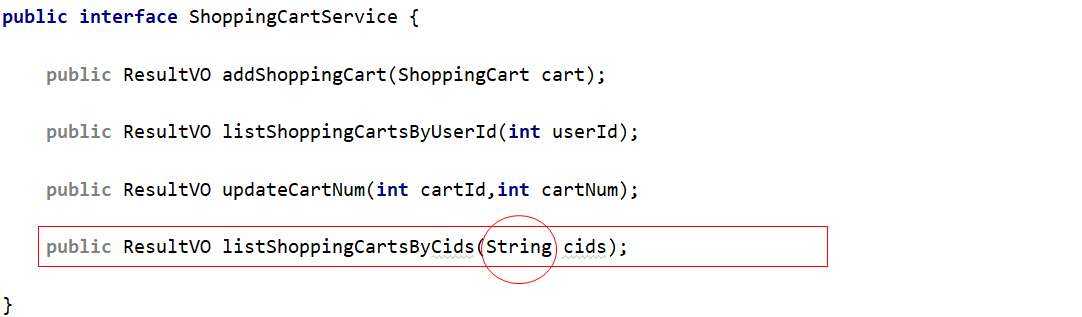 public interface ShoppingCartService {
public ResultVO addShoppingCart(ShoppingCart cart);
public ResultVO listShoppingCartsByUserId(int userId);
public ResultVO updateCartNum(int cartId,int cartNum);
public ResultVO listShoppingCartsByCids(String cids);
}